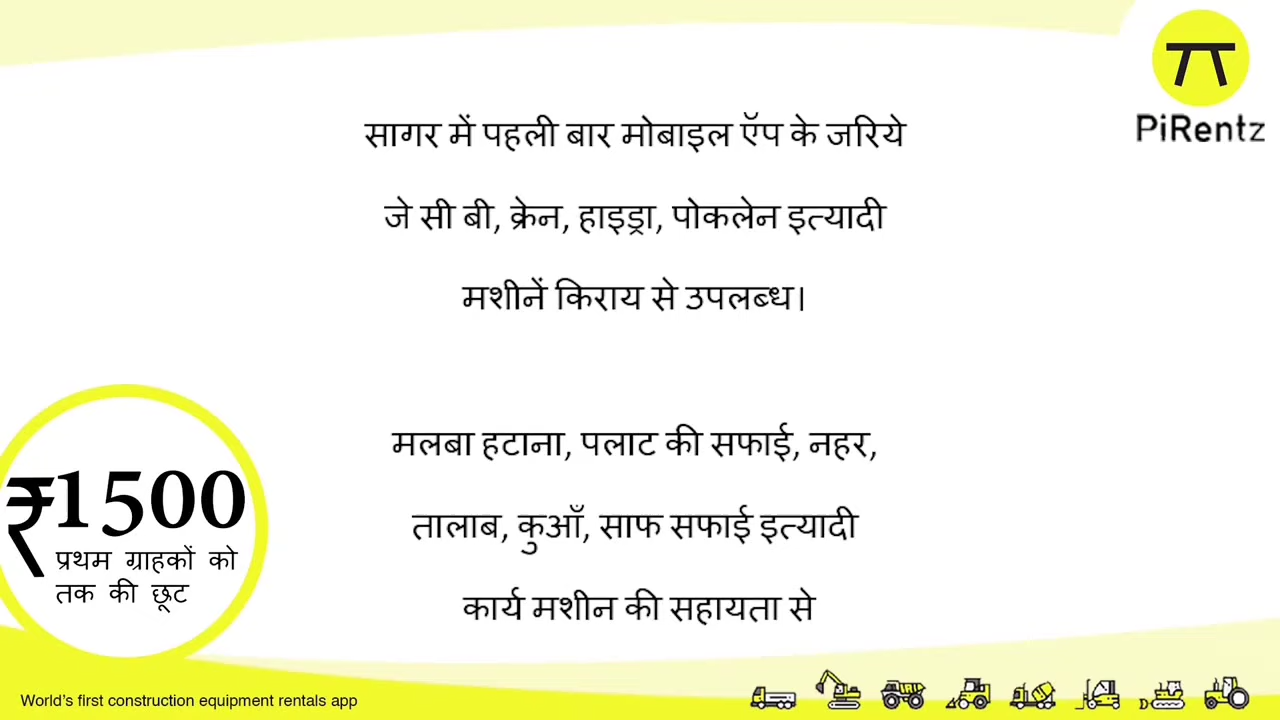 PiRentz
सागर में पहली बार मोबाइल ऍप के जरिये
जे सी बी, क्रेन, हाइड्रा, पोकलेन इत्यादी
मशीनें किराय से उपलब्ध।
मलबा हटाना, पलाट की सफाई, नहर,
तालाब, कुआँ, साफ सफाई इत्यादी
कार्य मशीन की सहायता से
₹1500
प्रथम ग्राहकों को
तक की छूट
World's first construction equipment rentals app